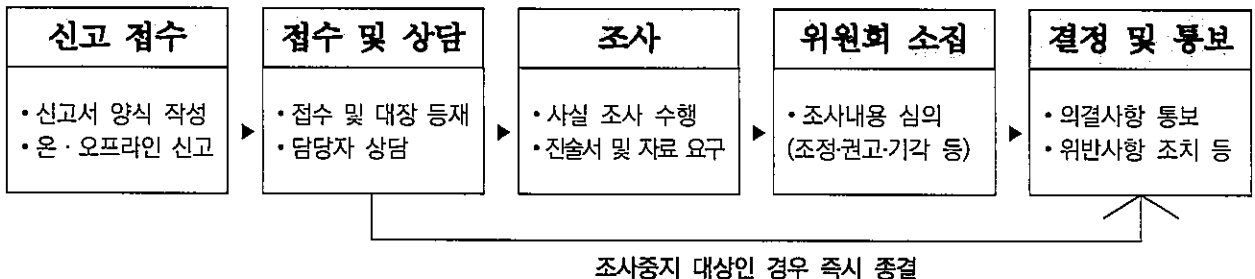 신고 접수
• 신고서 양식 작성
• 온 · 오프라인 신고
접수 및 상담
• 접수 및 대장 등재
• 담당자 상담
조사
• 사실 조사 수행
• 진술서 및 자료 요구
위원회 소집
• 조사내용 심의
(조정·권고·기각 등)
결정 및 통보
• 의결사항 통보
• 위반사항 조치 등
조사중지 대상인 경우 즉시 종결